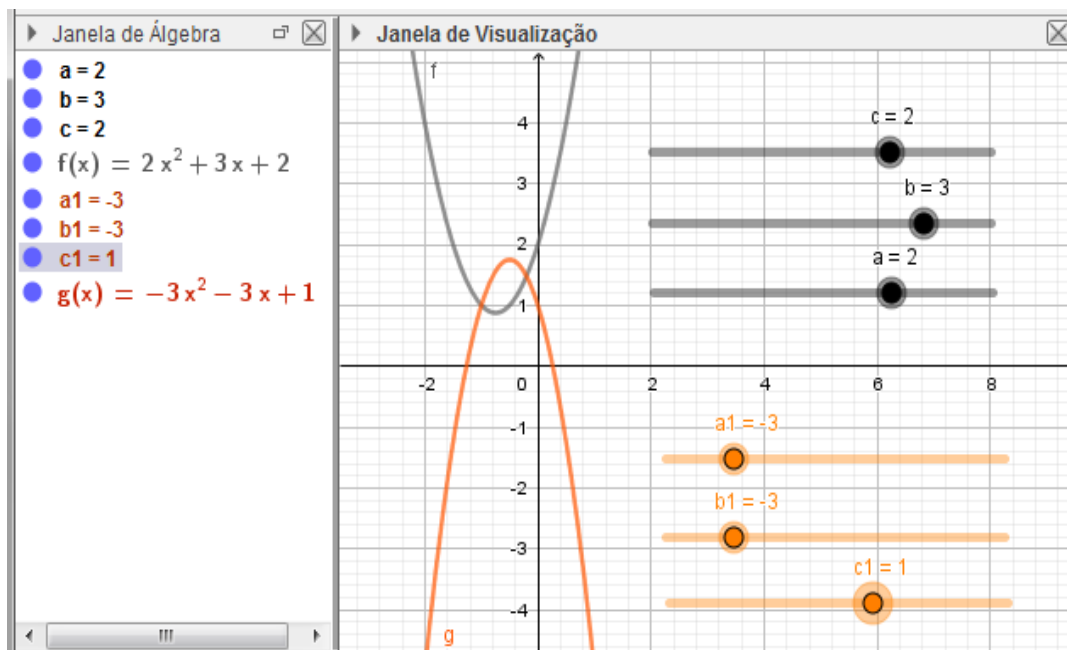 Janela de Álgebra
a = 2
b = 3
c = 2
f(x) = 2 x² + 3 x + 2
a1 = -3
b1 = -3
c1 = 1
g(x) = −3 x² − 3 x + 1
Janela de Visualização
f
4
3
2
1
-2
0
2
4
6
8
-1
-2
-3
-4
g
c = 2
b = 3
a = 2
a1 = -3
b1 = -3
c1 = 1